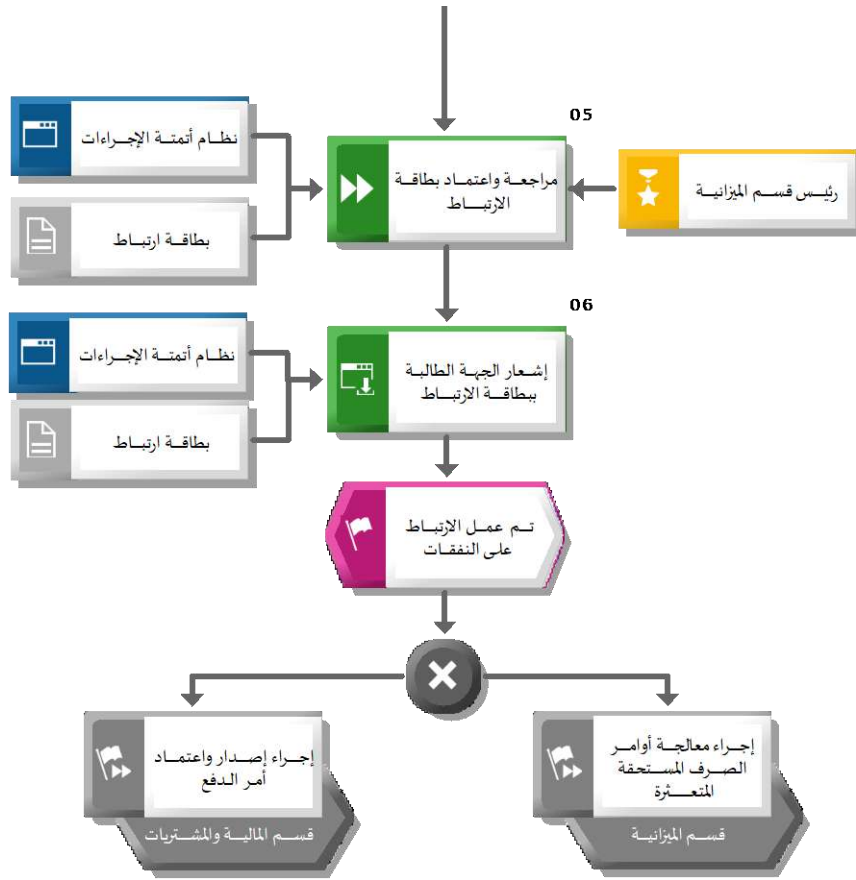 05
نظام أتمتة الإجراءات
مراجعة واعتماد بطاقة
الارتباط
رئيس قسم الميزانية
بطاقة ارتباط
06
نظام أتمتة الإجراءات
إشعار الجهة الطالبة
ببطاقة الارتباط
بطاقة ارتباط
تم عمل الارتباط
على النفقات
إجراء معالجة أوامر
الصرف المستحقة
المتعثرة
قسم الميزانية
إجراء إصدار واعتماد
أمر الدفع
قسم المالية والمشتريات